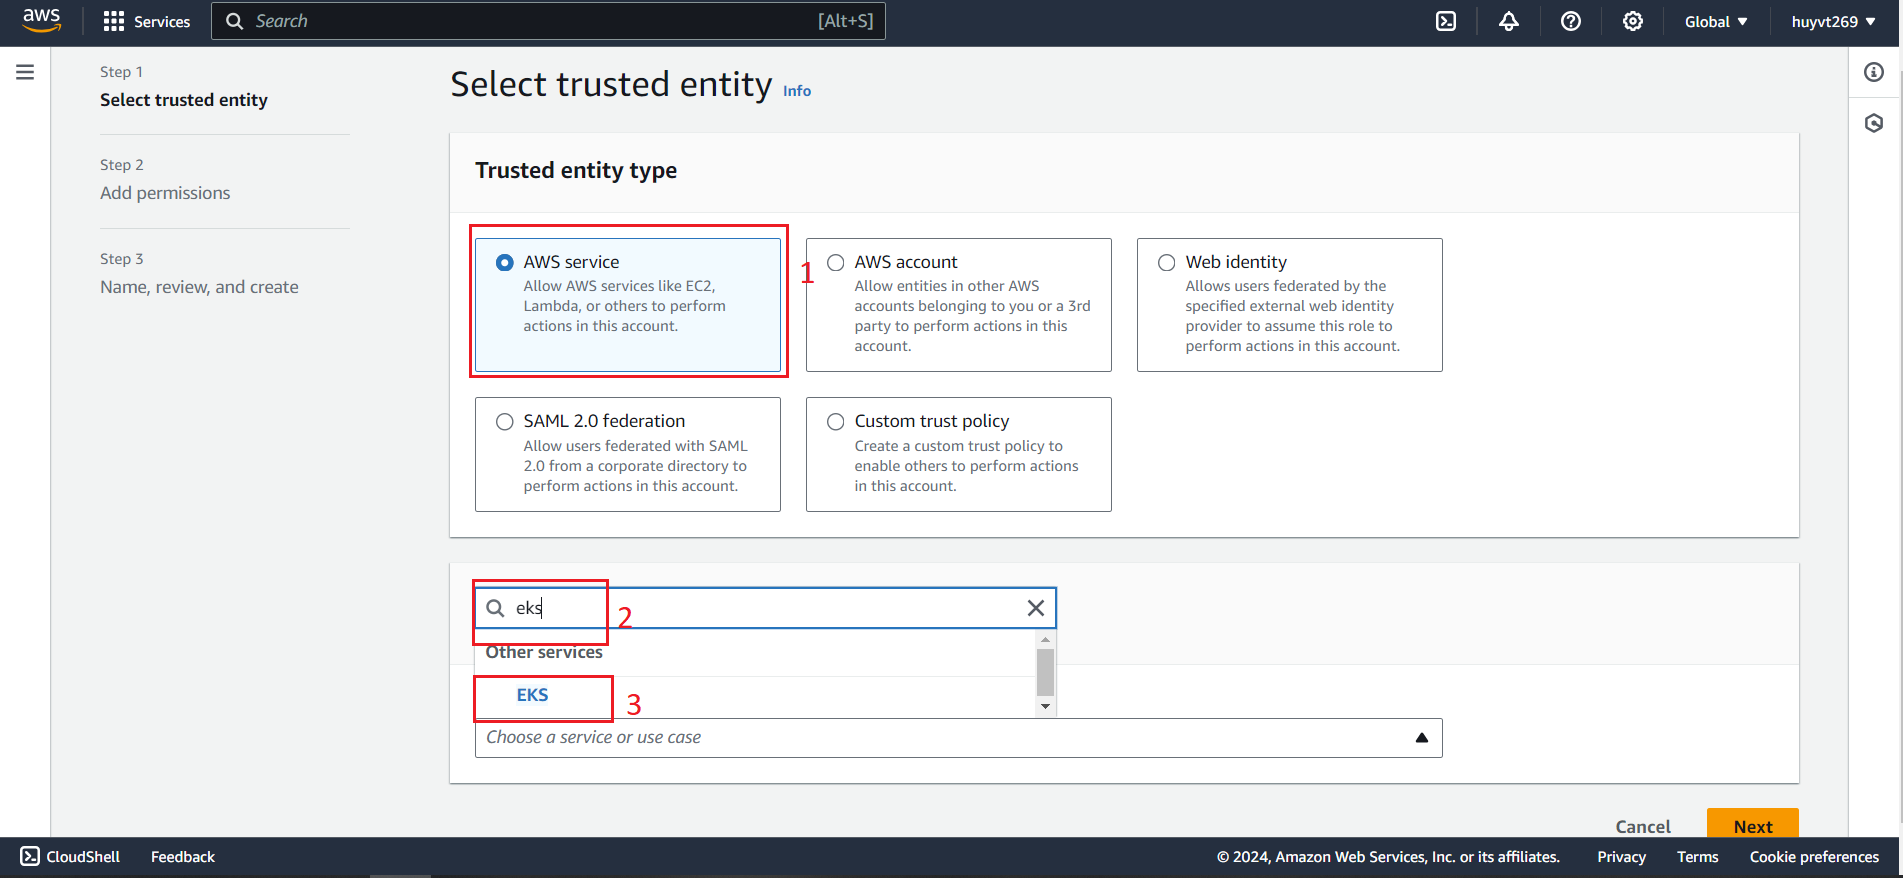 aws Services Search [Alt+S] Global ▼ huyvt269 ▼
Step 1
Select trusted entity
Step 2
Add permissions
Step 3
Name, review, and create
Select trusted entity Info
Trusted entity type
AWS service
Allow AWS services like EC2,
Lambda, or others to perform
actions in this account.
1
AWS account
Allow entities in other AWS
accounts belonging to you or a 3rd
party to perform actions in this
account.
Web identity
Allows users federated by the
specified external web identity
provider to assume this role to
perform actions in this account.
SAML 2.0 federation
Allow users federated with SAML
2.0 from a corporate directory to
perform actions in this account.
Custom trust policy
Create a custom trust policy to
enable others to perform actions
in this account.
eks
2
Other services
EKS
3
Choose a service or use case
Cancel Next
CloudShell Feedback © 2024, Amazon Web Services, Inc. or its affiliates. Privacy Terms Cookie preferences